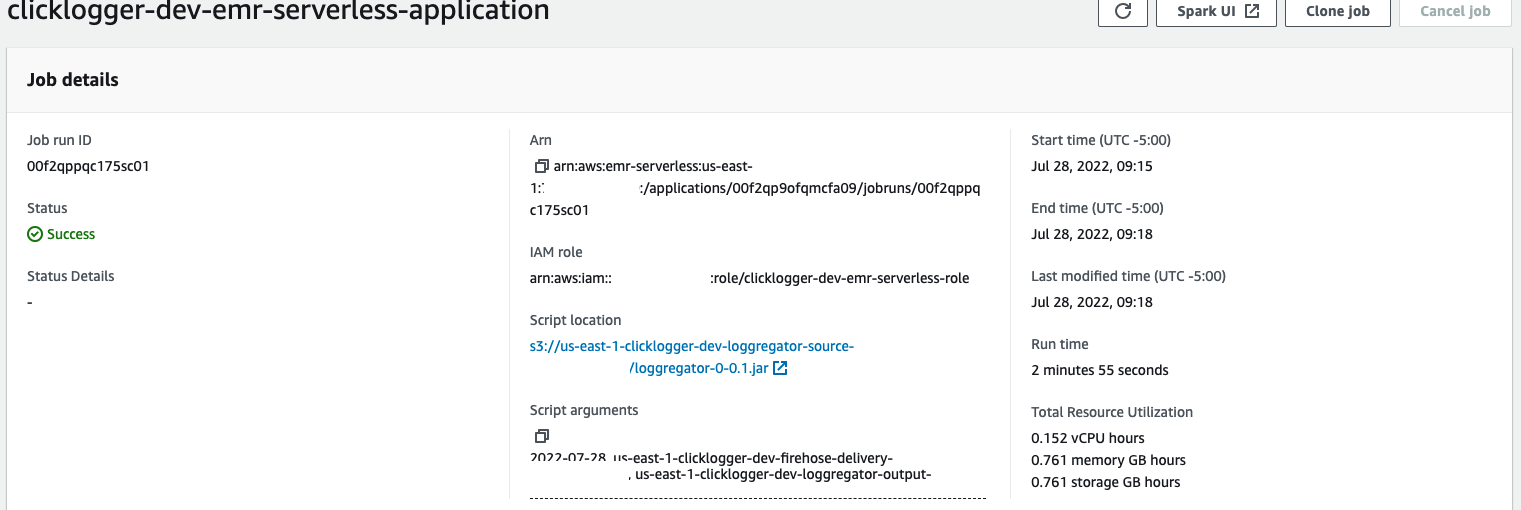 clicklogger-dev-emr-serverless-application
Spark UI
Clone job
Cancel job
Job details
Job run ID
00f2qppqc175sc01
Status
Success
Status Details
-
Arn
arn:aws:emr-serverless:us-east-
1: :/applications/00f2qp9ofqmcfa09/jobruns/00f2qppq
c175sc01
IAM role
arn:aws:iam:: :role/clicklogger-dev-emr-serverless-role
Script location
s3://us-east-1-clicklogger-dev-loggregator-source-
/loggregator-0-0.1.jar
Script arguments
2022-07-28, us-east-1-clicklogger-dev-firehose-delivery-
, us-east-1-clicklogger-dev-loggregator-output-
Start time (UTC -5:00)
Jul 28, 2022, 09:15
End time (UTC -5:00)
Jul 28, 2022, 09:18
Last modified time (UTC -5:00)
Jul 28, 2022, 09:18
Run time
2 minutes 55 seconds
Total Resource Utilization
0.152 vCPU hours
0.761 memory GB hours
0.761 storage GB hours